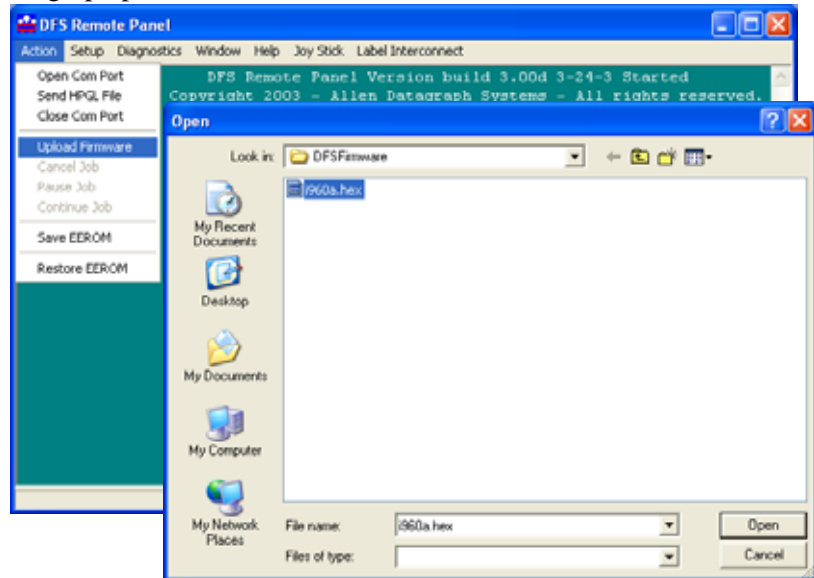 DFS Remote Panel
Action Setup Diagnostics Window Help Joy Stick Label Interconnect
Open Com Port
Send HPGL File
Close Com Port
Upload Firmware
Cancel Job
Pause Job
Continue Job
Save EEROM
Restore EEROM
DFS Remote Panel Version build 3.00d 3-24-3 Started
Copyright 2003 - Allen Datagraph Systems - All rights reserved.
Open
Look in: DFSFirmware
i960a.hex
My Recent
Documents
Desktop
My Documents
My Computer
My Network
Places
File name: i960a.hex Open
Files of type: Cancel